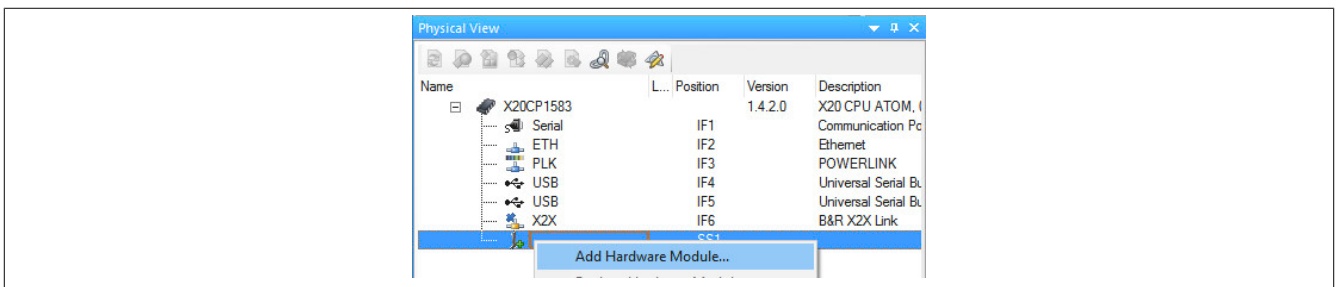 Physical View
Name L... Position Version Description
X20CP1583 1.4.2.0 X20 CPU ATOM, (
Serial IF1 Communication Po
ETH IF2 Ethernet
PLK IF3 POWERLINK
USB IF4 Universal Serial Bu
USB IF5 Universal Serial Bu
X2X IF6 B&R X2X Link
SS1
Add Hardware Module...